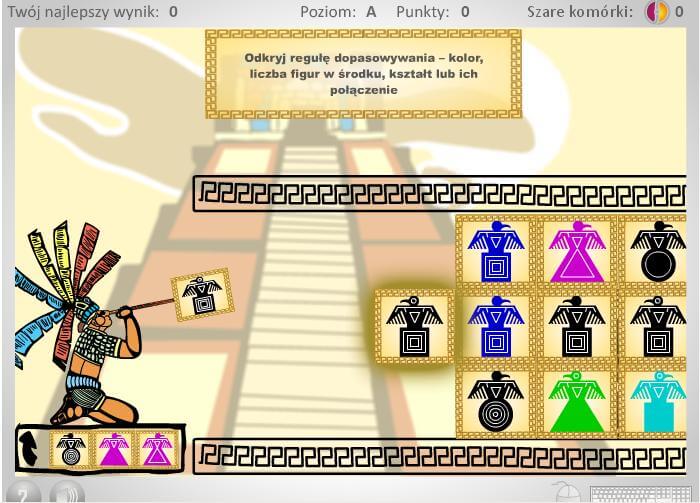 Twój najlepszy wynik: 0 Poziom: A Punkty: 0 Szare komórki: 0
Odkryj regułę dopasowywania – kolor,
liczba figur w środku, kształt lub ich
połączenie
?